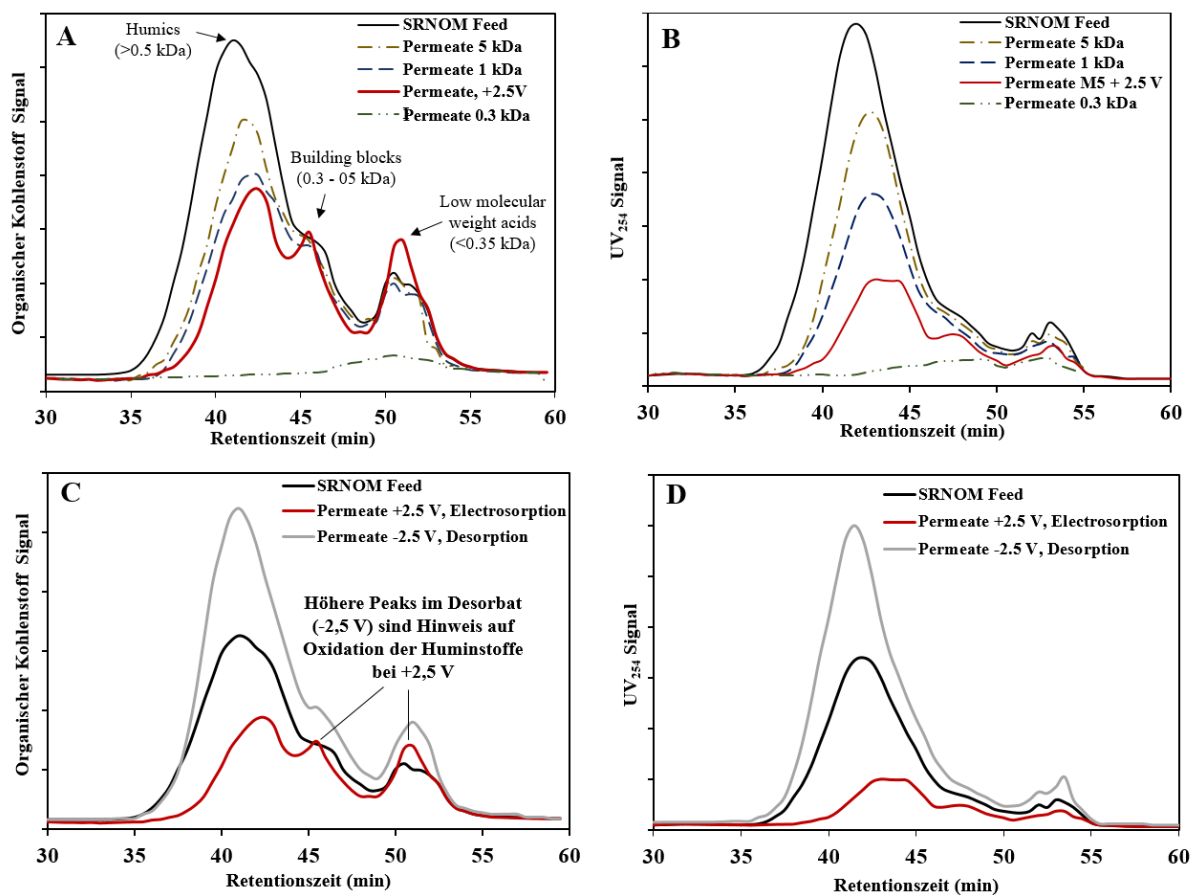 A
Humics
(>0.5 kDa)
SRNOM Feed
Permeate 5 kDa
Permeate 1 kDa
Permeate, +2.5V
Permeate 0.3 kDa
Building blocks
(0.3 - 05 kDa)
Low molecular
weight acids
(<0.35 kDa)
Organischer Kohlenstoff Signal
30 35 40 45 50 55 60
Retentionszeit (min)
B
SRNOM Feed
Permeate 5 kDa
Permeate 1 kDa
Permeate M5 + 2.5 V
Permeate 0.3 kDa
UV254 Signal
30 35 40 45 50 55 60
Retentionszeit (min)
C
SRNOM Feed
Permeate +2.5 V, Electrosorption
Permeate -2.5 V, Desorption
Höhere Peaks im Desorbat
(-2,5 V) sind Hinweis auf
Oxidation der Huminstoffe
bei +2,5 V
Organischer Kohlenstoff Signal
30 35 40 45 50 55 60
Retentionszeit (min)
D
SRNOM Feed
Permeate +2.5 V, Electrosorption
Permeate -2.5 V, Desorption
UV254 Signal
30 35 40 45 50 55 60
Retentionszeit (min)